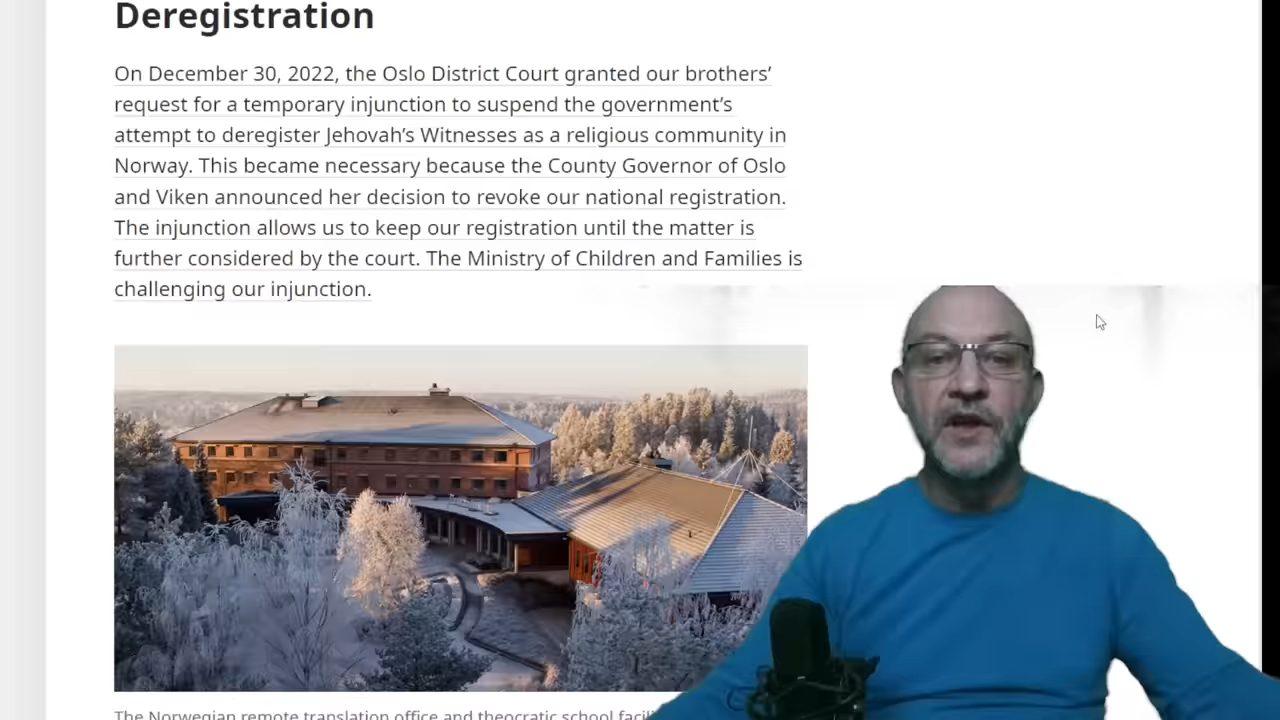 Deregistration
On December 30, 2022, the Oslo District Court granted our brothers’
request for a temporary injunction to suspend the government’s
attempt to deregister Jehovah’s Witnesses as a religious community in
Norway. This became necessary because the County Governor of Oslo
and Viken announced her decision to revoke our national registration.
The injunction allows us to keep our registration until the matter is
further considered by the court. The Ministry of Children and Families is
challenging our injunction.
The Norwegian remote translation office and theocratic school